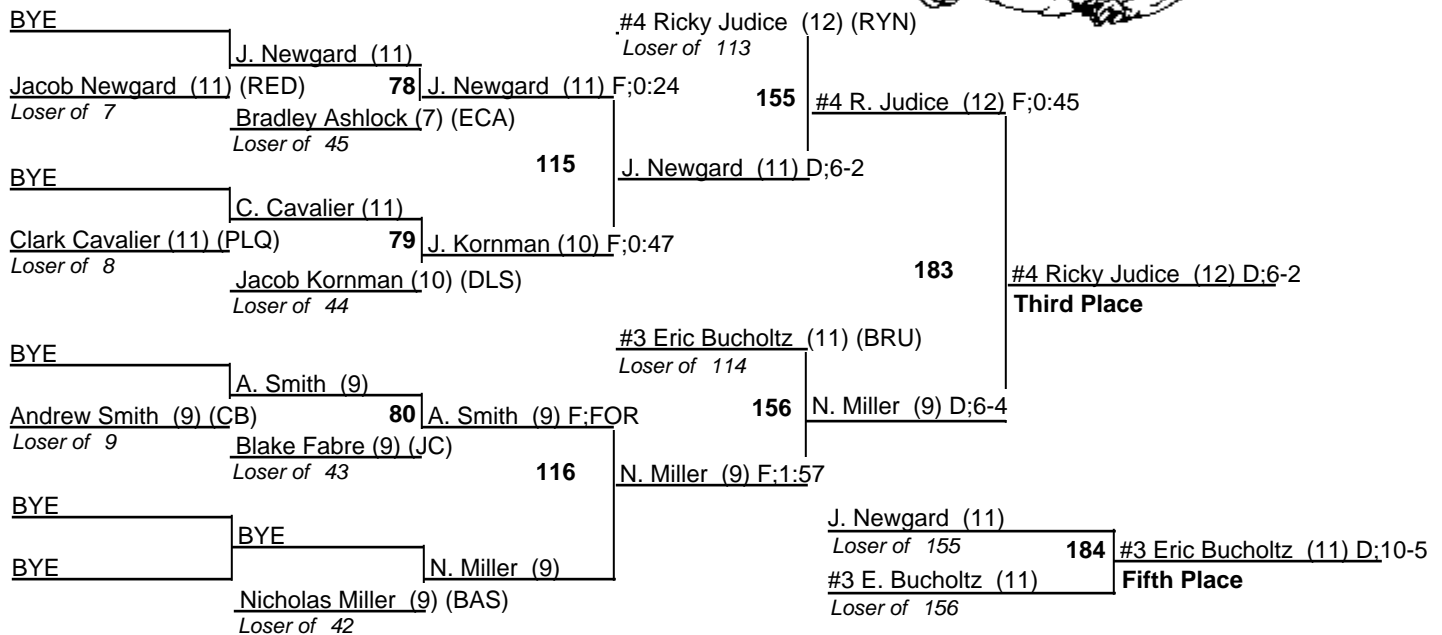 BYE
#4 Ricky Judice (12) (RYN)
Loser of 113
J. Newgard (11)
Jacob Newgard (11) (RED)
Loser of 7
78
J. Newgard (11) F;0:24
Bradley Ashlock (7) (ECA)
Loser of 45
155
#4 R. Judice (12) F;0:45
115
J. Newgard (11) D;6-2
BYE
C. Cavalier (11)
Clark Cavalier (11) (PLQ)
Loser of 8
79
J. Kornman (10) F;0:47
Jacob Kornman (10) (DLS)
Loser of 44
183
#4 Ricky Judice (12) D;6-2
Third Place
#3 Eric Bucholtz (11) (BRU)
Loser of 114
BYE
A. Smith (9)
Andrew Smith (9) (CB)
Loser of 9
80
A. Smith (9) F;FOR
Blake Fabre (9) (JC)
Loser of 43
156
N. Miller (9) D;6-4
116
N. Miller (9) F;1:57
BYE
BYE
BYE
N. Miller (9)
Nicholas Miller (9) (BAS)
Loser of 42
J. Newgard (11)
Loser of 155
184
#3 Eric Bucholtz (11) D;10-5
Fifth Place
#3 E. Bucholtz (11)
Loser of 156